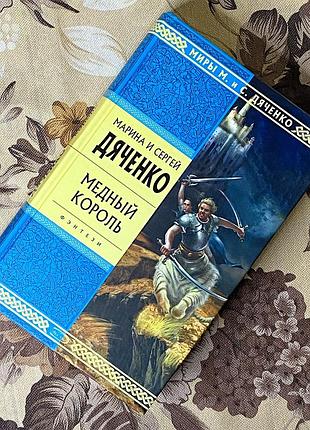 МИРЫ М. и С. ДЯЧЕНКО
МАРИНА И СЕРГЕЙ
ДЯЧЕНКО
МЕДНЫЙ
КОРОЛЬ
ФЭНТЕЗИ